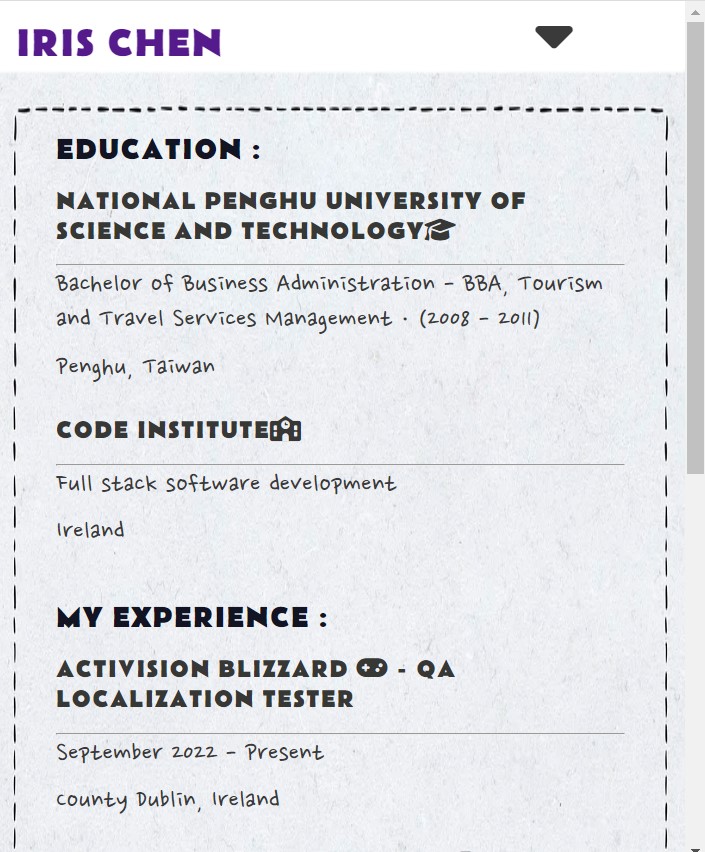 IRIS CHEN
EDUCATION :
NATIONAL PENGHU UNIVERSITY OF
SCIENCE AND TECHNOLOGY
Bachelor of Business Administration - BBA, Tourism
and Travel Services Management · (2008 - 2011)
Penghu, Taiwan
CODE INSTITUTE
Full stack software development
Ireland
MY EXPERIENCE :
ACTIVISION BLIZZARD - QA
LOCALIZATION TESTER
September 2022 - Present
County Dublin, Ireland